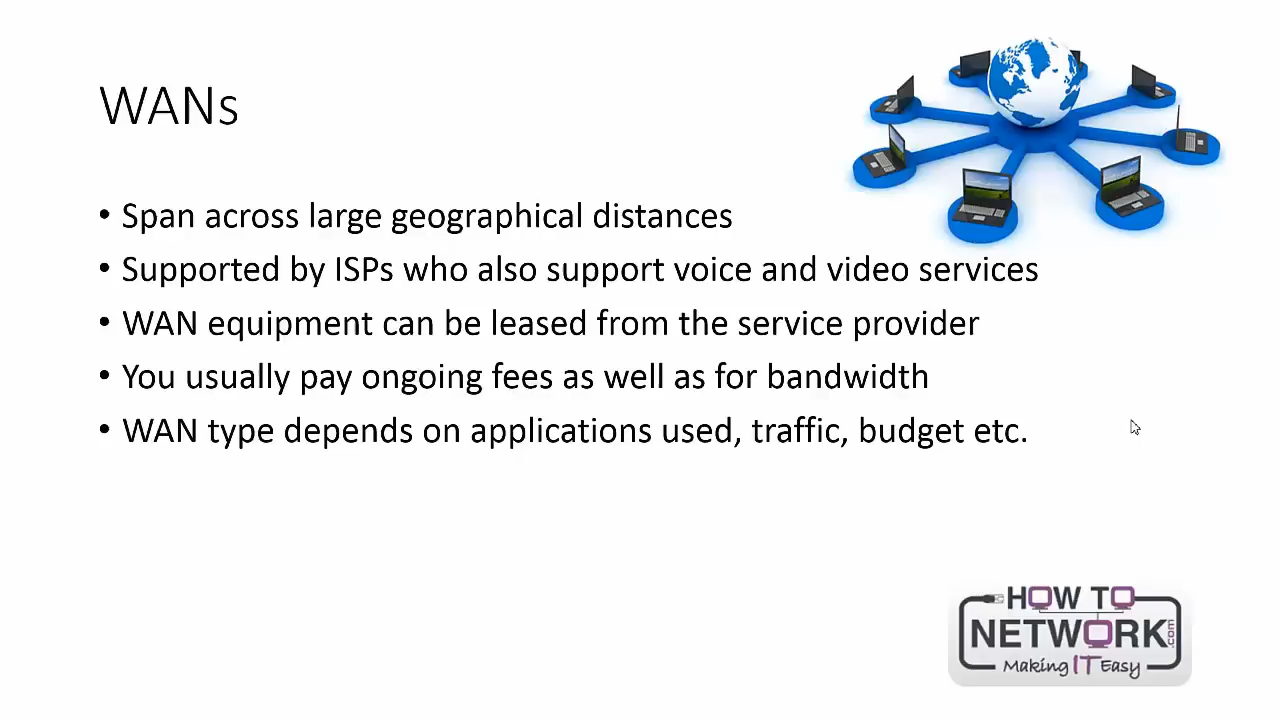 WANs
• Span across large geographical distances
• Supported by ISPs who also support voice and video services
• WAN equipment can be leased from the service provider
• You usually pay ongoing fees as well as for bandwidth
• WAN type depends on applications used, traffic, budget etc.
HOW TO
NETWORK.com
Making IT Easy